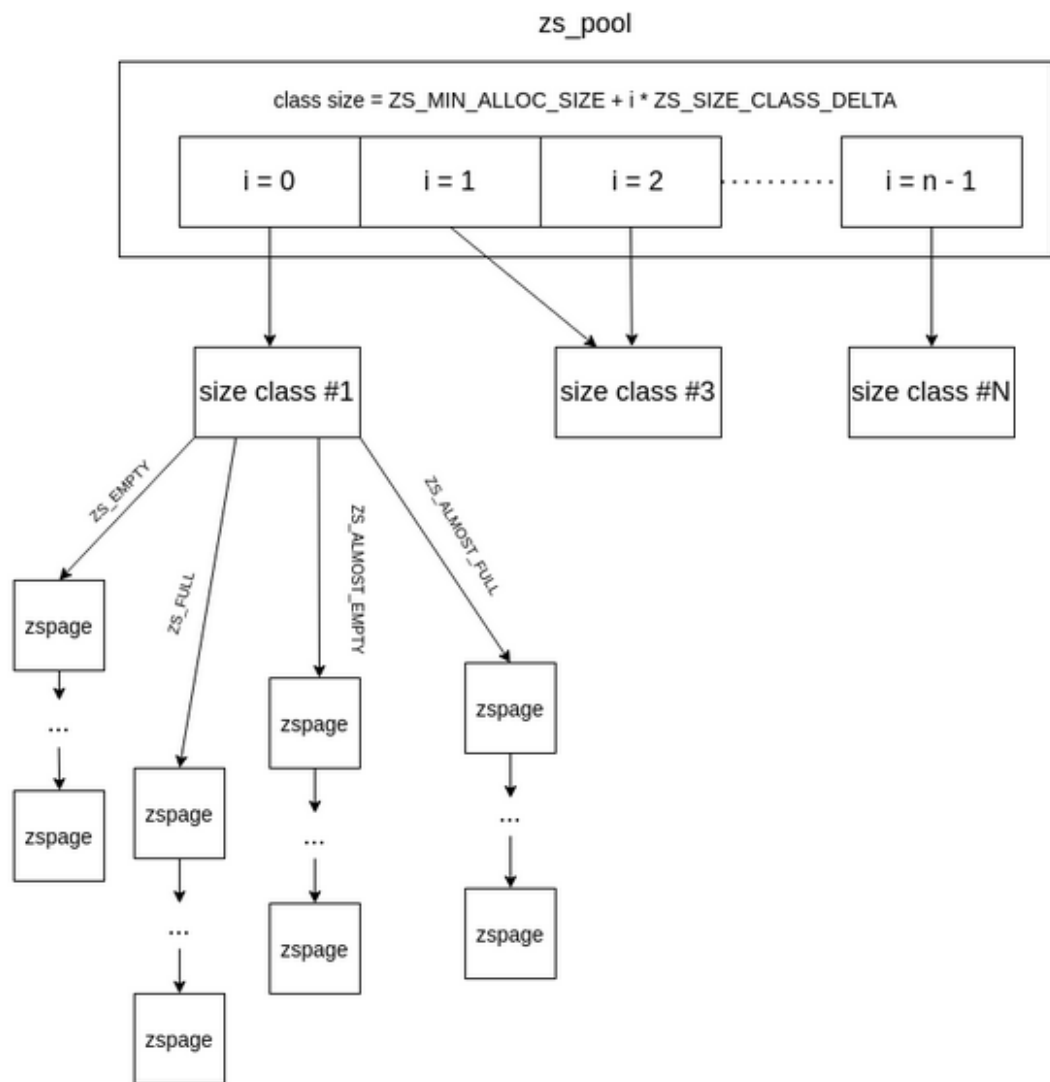 zs_pool
class size = ZS_MIN_ALLOC_SIZE + i * ZS_SIZE_CLASS_DELTA
i = 0
i = 1
i = 2
..........
i = n - 1
size class #1
size class #3
size class #N
ZS_EMPTY
ZS_FULL
ZS_ALMOST_EMPTY
ZS_ALMOST_FULL
zspage
...
zspage
zspage
...
zspage
zspage
...
zspage
zspage
...
zspage